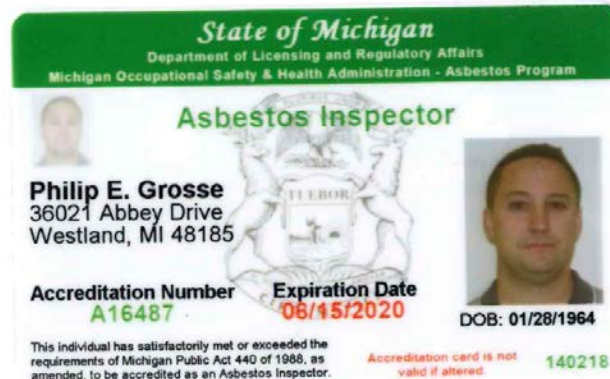 State of Michigan
Department of Licensing and Regulatory Affairs
Michigan Occupational Safety & Health Administration - Asbestos Program
Asbestos Inspector
TUEBOR
Philip E. Grosse
36021 Abbey Drive
Westland, MI 48185
Accreditation Number
A16487
Expiration Date
06/15/2020
DOB: 01/28/1964
This individual has satisfactorily met or exceeded the
requirements of Michigan Public Act 440 of 1988, as
amended, to be accredited as an Asbestos Inspector.
Accreditation card is not
valid if altered
140218